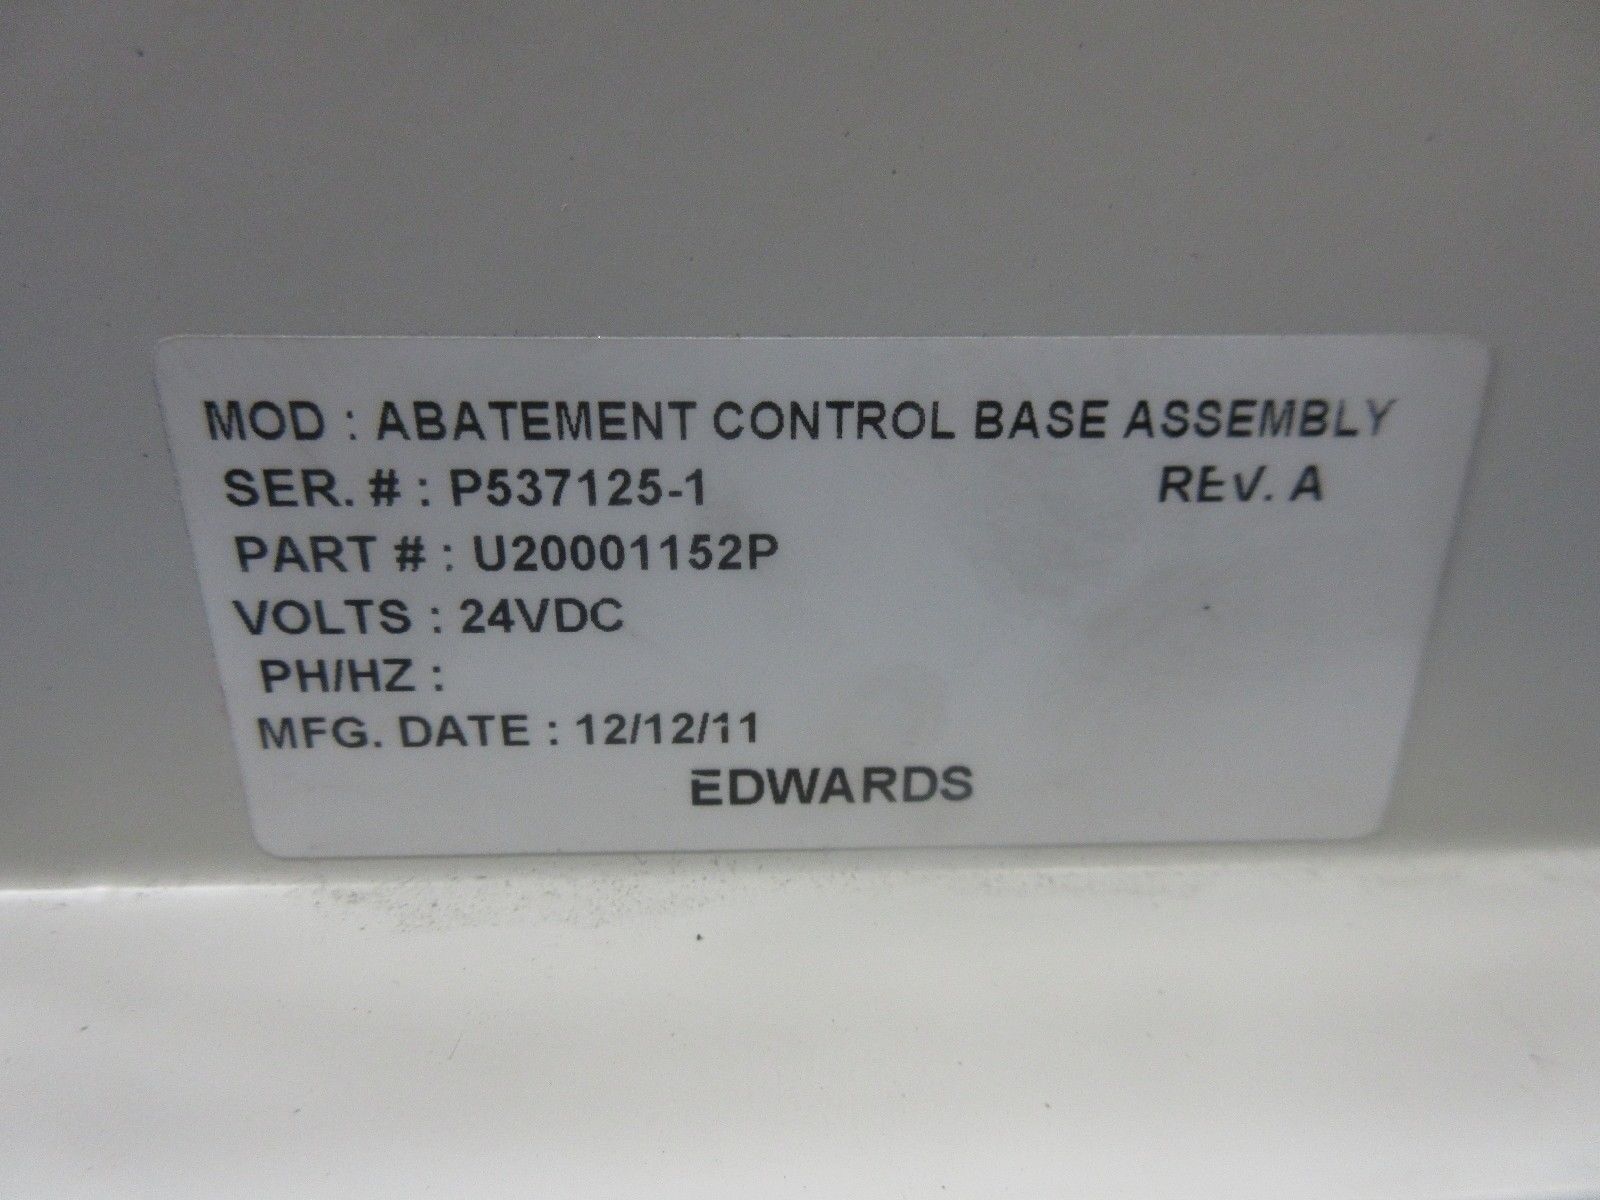 MOD : ABATEMENT CONTROL BASE ASSEMBLY
SER. # : P537125-1 REV. A
PART # : U20001152P
VOLTS : 24VDC
PH/HZ :
MFG. DATE : 12/12/11
EDWARDS